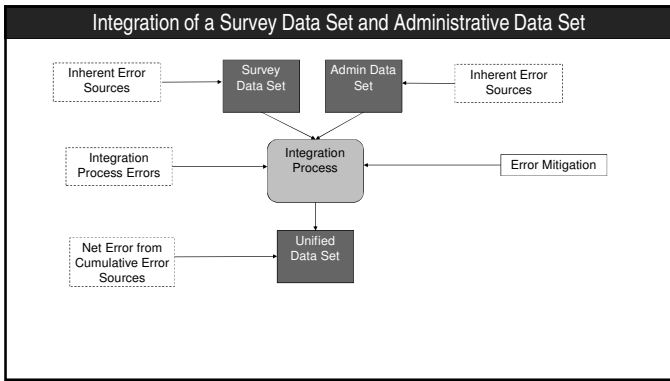 Integration of a Survey Data Set and Administrative Data Set
Inherent Error
Sources
Survey
Data Set
Admin Data
Set
Inherent Error
Sources
Integration
Process Errors
Integration
Process
Error Mitigation
Net Error from
Cumulative Error
Sources
Unified
Data Set